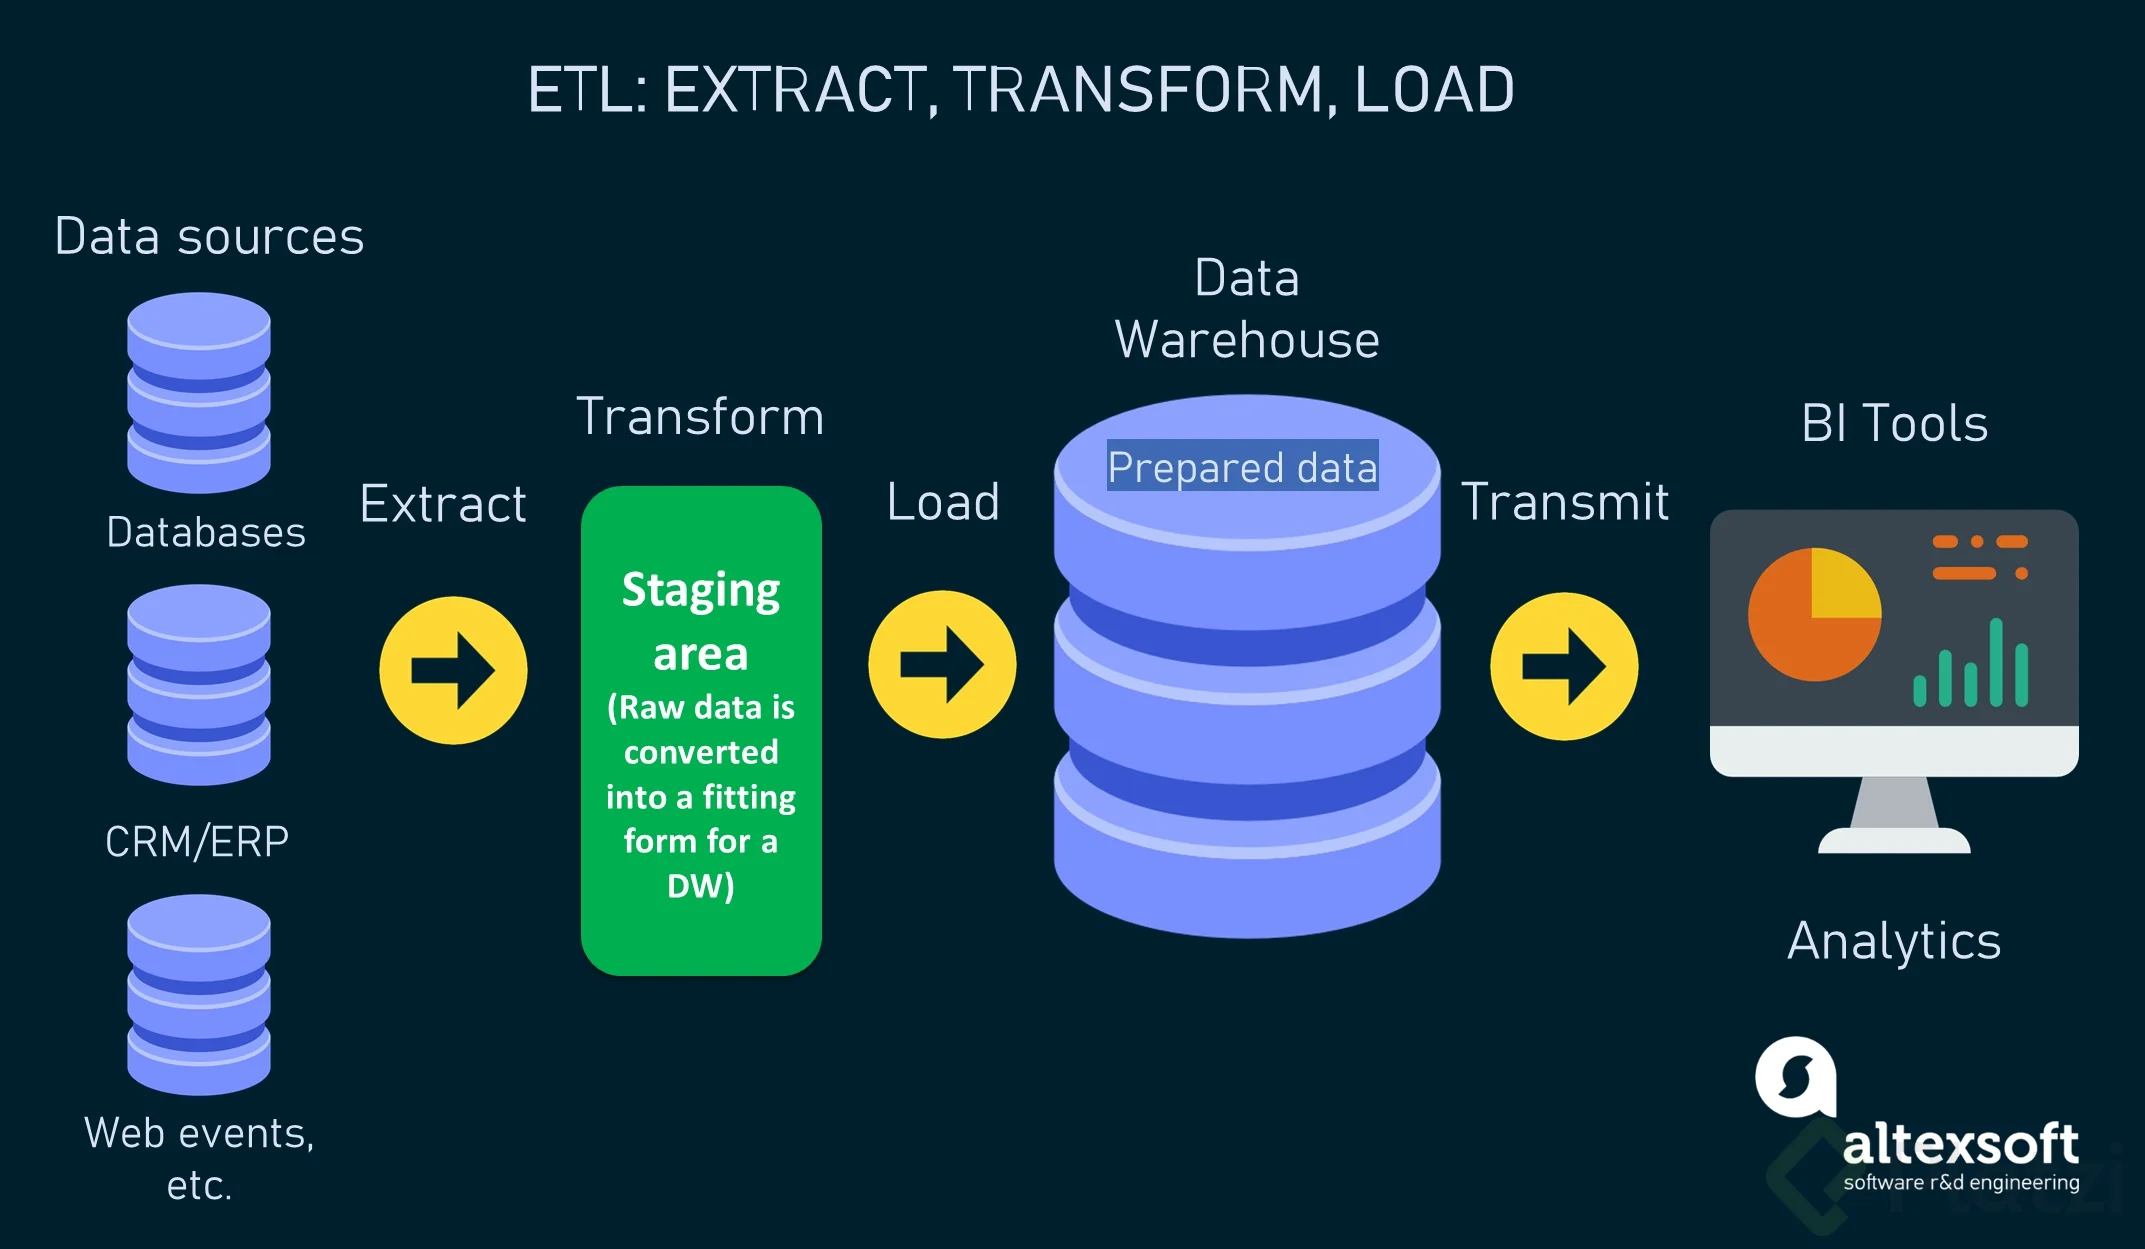 ETL: EXTRACT, TRANSFORM, LOAD
Data sources
Databases
CRM/ERP
Web events,
etc.
Extract
Transform
Staging
area
(Raw data is
converted
into a fitting
form for a
DW)
Load
Data
Warehouse
Prepared data
Transmit
BI Tools
Analytics
altexsoft
software r&d engineering